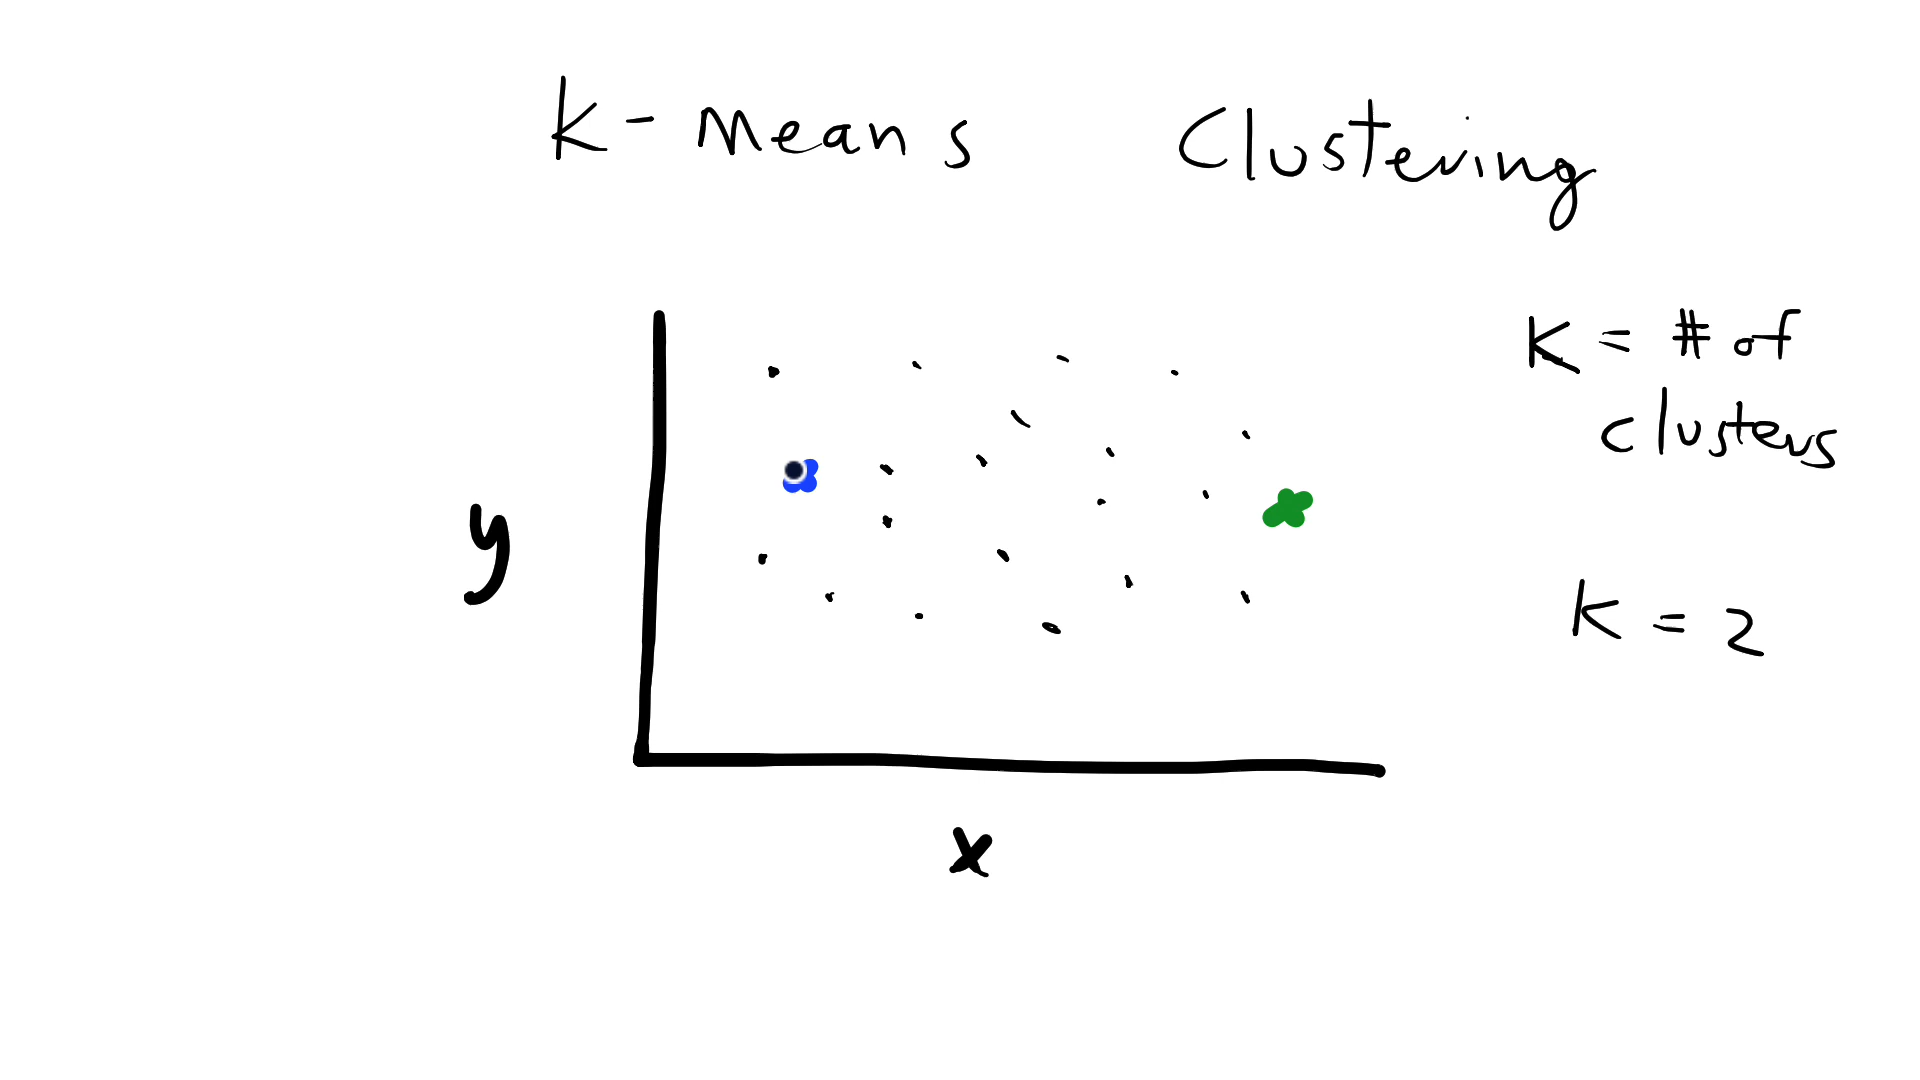 K-Means Clustering
K = # of
clusters
y
K = 2
x